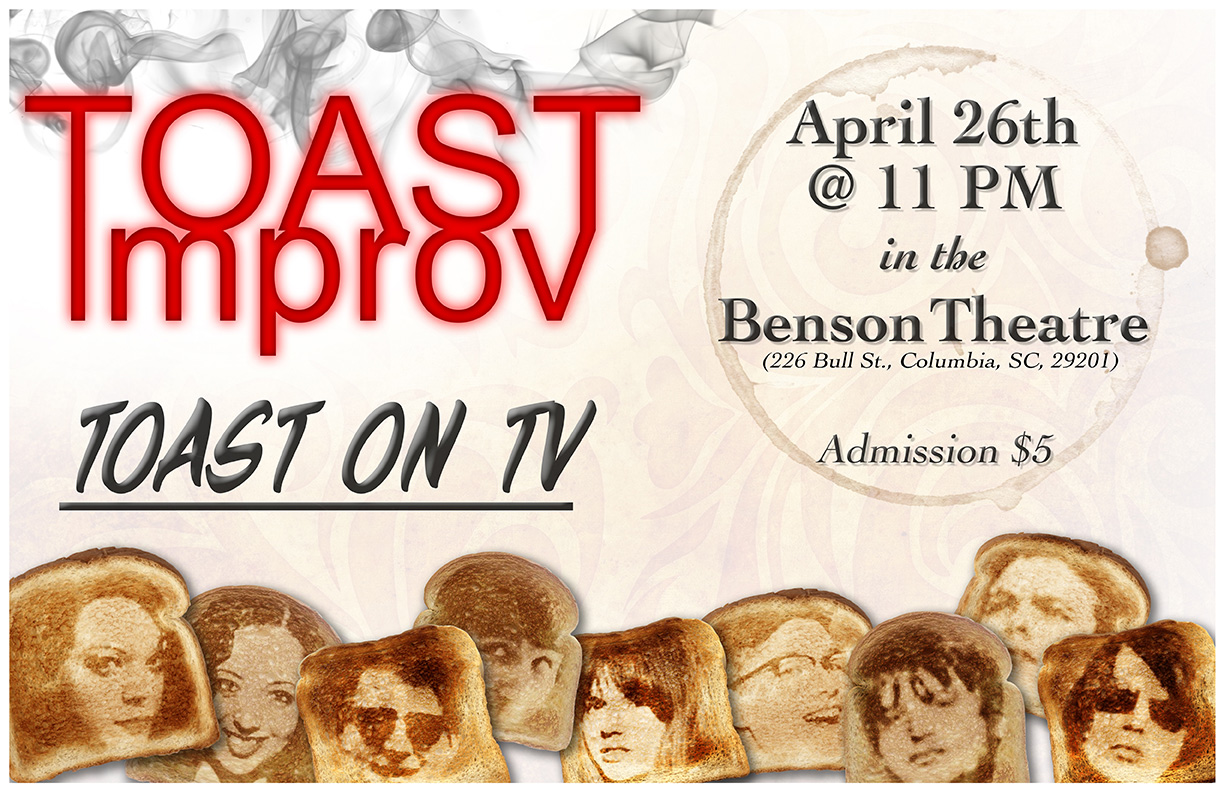 TOAST
Improv
TOAST ON TV
April 26th
@ 11 PM
in the
Benson Theatre
(226 Bull St., Columbia, SC, 29201)
Admission $5